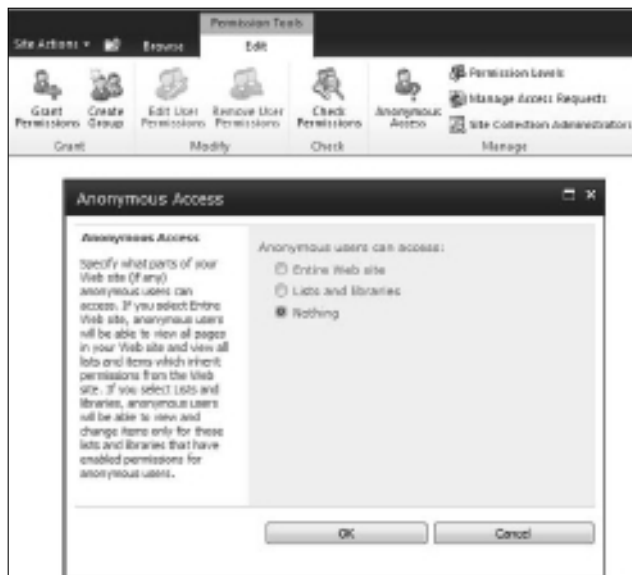 Permission Tools
Site Actions Browse Edit
Grant Permissions
Create Group
Edit User Permissions
Remove User Permissions
Check Permissions
Anonymous Access
Permission Levels
Manage Access Requests
Site Collection Administrators
Grant Modify Check Manage
Anonymous Access
Anonymous Access
Specify what parts of your
Web site (if any)
anonymous users can
access. If you select Entire
Web site, anonymous users
will be able to view all pages
in your Web site and view all
lists and items which inherit
permissions from the Web
site. If you select Lists and
libraries, anonymous users
will be able to view and
change items only for those
lists and libraries that have
enabled permissions for
anonymous users.
Anonymous users can access:
Entire Web site
Lists and libraries
Nothing
OK Cancel